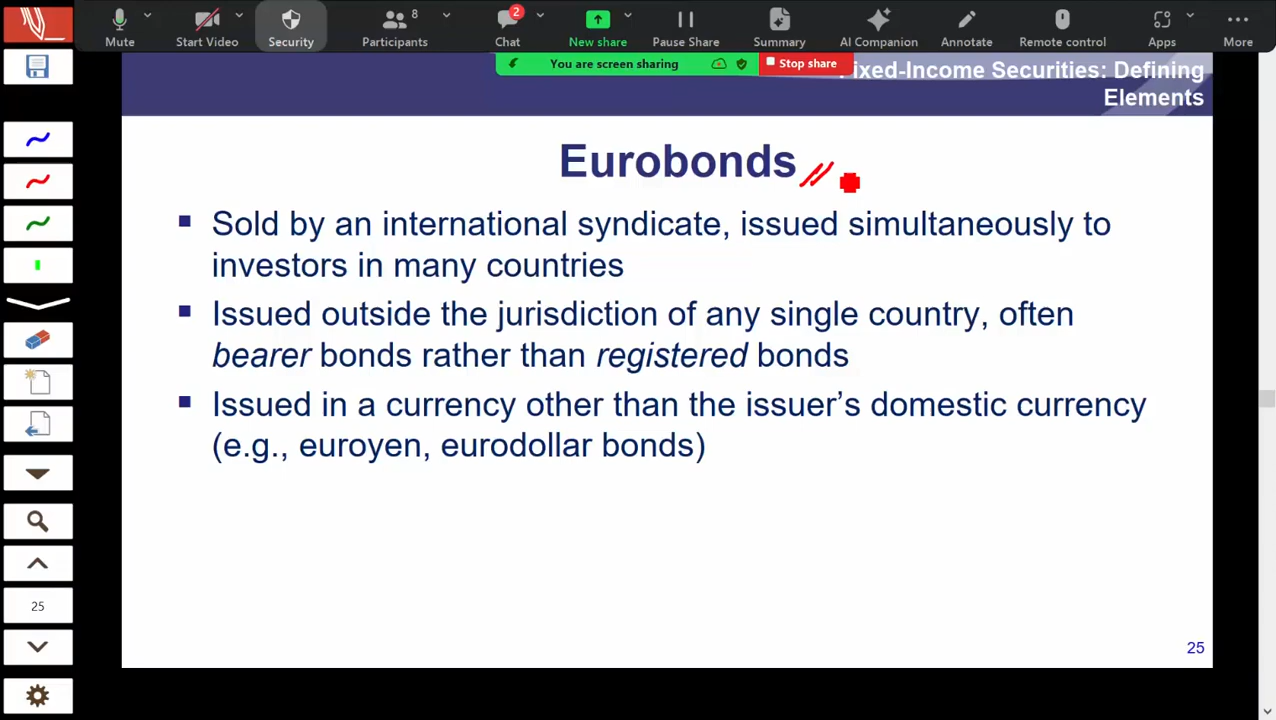 8
2
Mute
Start Video
Security
Participants
Chat
New share
Pause Share
Summary
AI Companion
Annotate
Remote control
Apps
More
You are screen sharing
Stop share
Fixed-Income Securities: Defining
Elements
Eurobonds
Sold by an international syndicate, issued simultaneously to
investors in many countries
Issued outside the jurisdiction of any single country, often
bearer bonds rather than registered bonds
Issued in a currency other than the issuer’s domestic currency
(e.g., euroyen, eurodollar bonds)
25
25